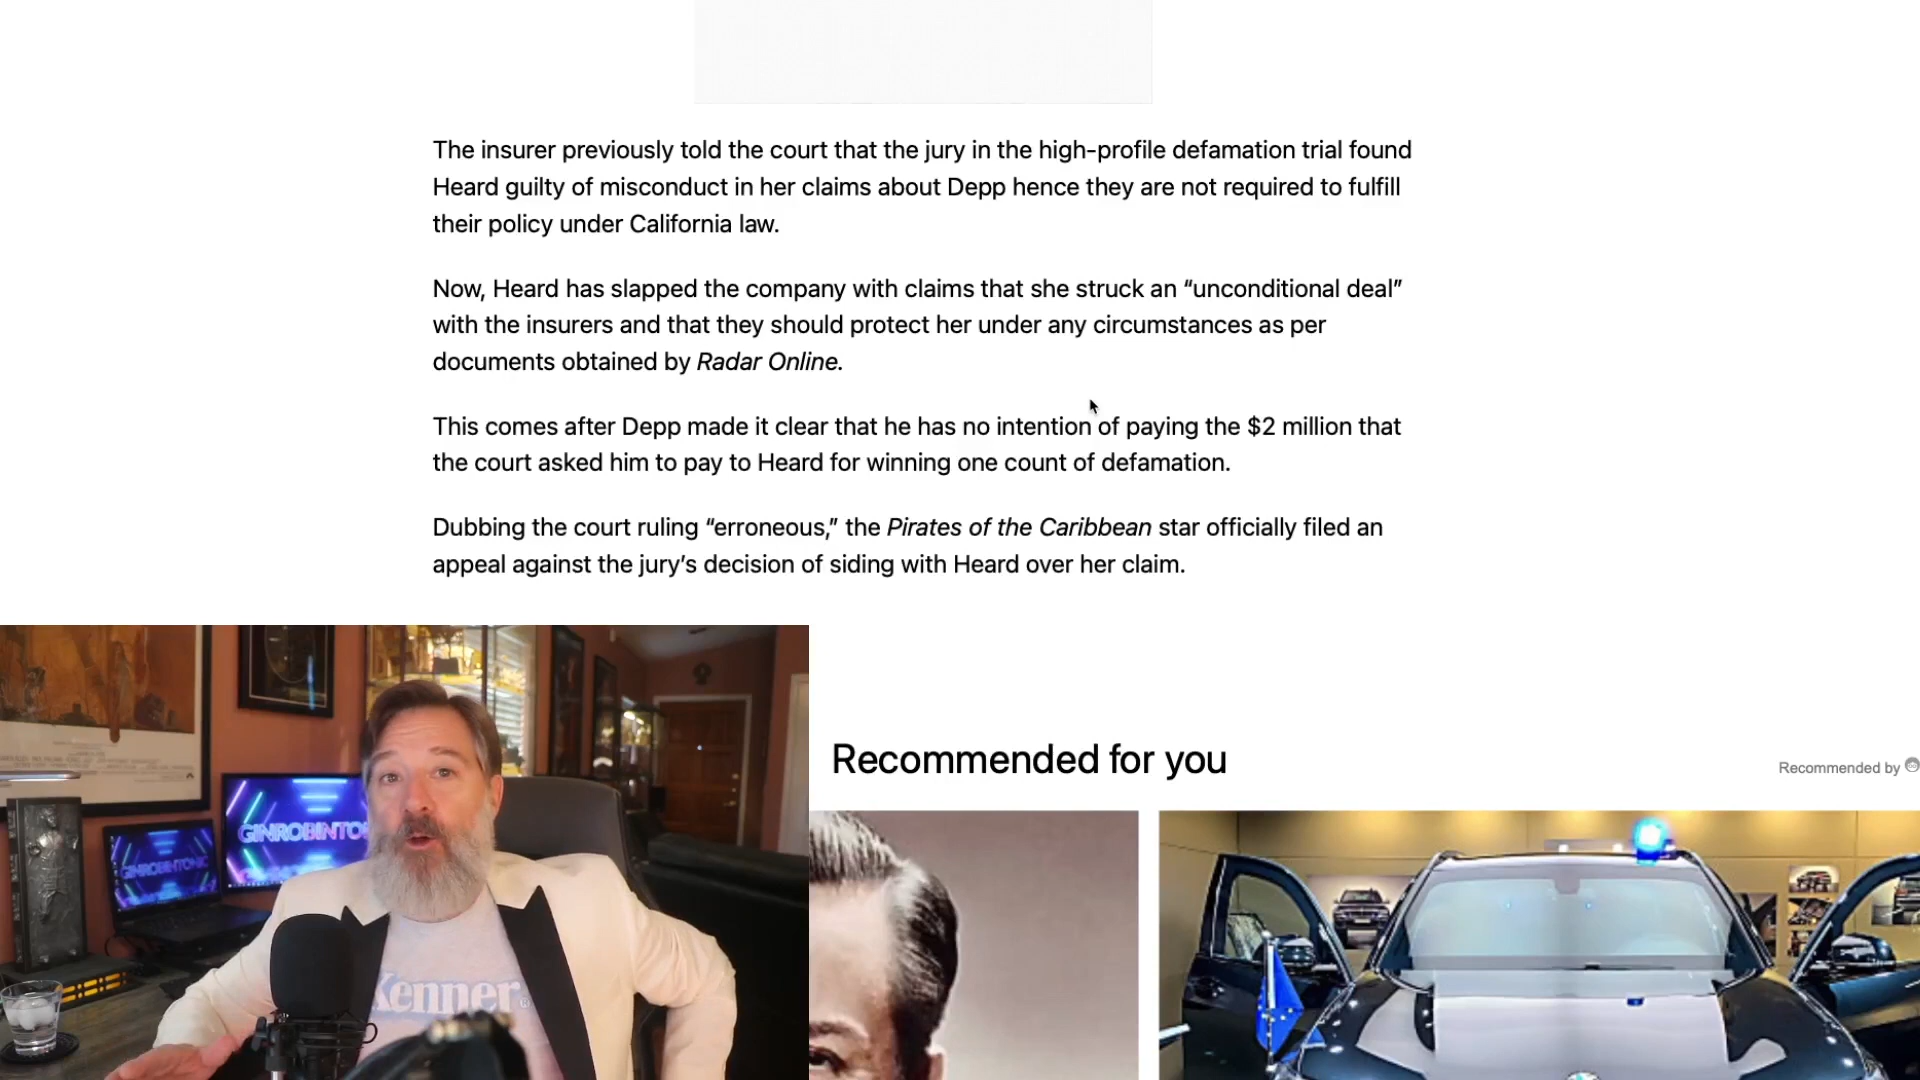 The insurer previously told the court that the jury in the high-profile defamation trial found
Heard guilty of misconduct in her claims about Depp hence they are not required to fulfill
their policy under California law.
Now, Heard has slapped the company with claims that she struck an “unconditional deal”
with the insurers and that they should protect her under any circumstances as per
documents obtained by Radar Online.
This comes after Depp made it clear that he has no intention of paying the $2 million that
the court asked him to pay to Heard for winning one count of defamation.
Dubbing the court ruling “erroneous,” the Pirates of the Caribbean star officially filed an
appeal against the jury’s decision of siding with Heard over her claim.
Recommended for you
Recommended by
GINROBINTO
GINROBINTONIC
Kenner®